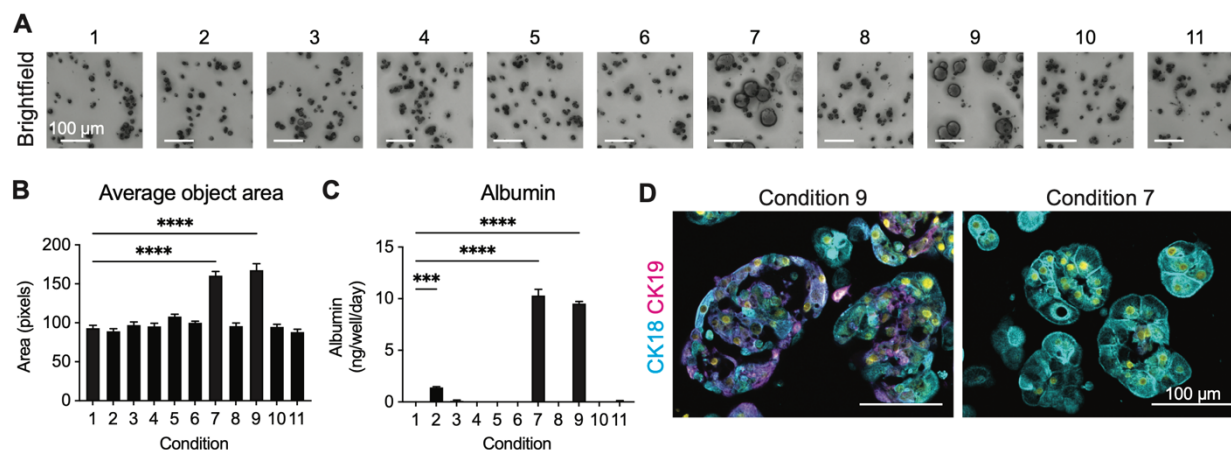 A
1 2 3 4 5 6 7 8 9 10 11
Brightfield
100 µm
B
Average object area
****
****
Area (pixels)
200
150
100
50
0
1 2 3 4 5 6 7 8 9 10 11
Condition
C
Albumin
****
****
***
Albumin
(ng/well/day)
15
10
5
0
1 2 3 4 5 6 7 8 9 10 11
Condition
D
Condition 9
Condition 7
CK18 CK19
100 µm